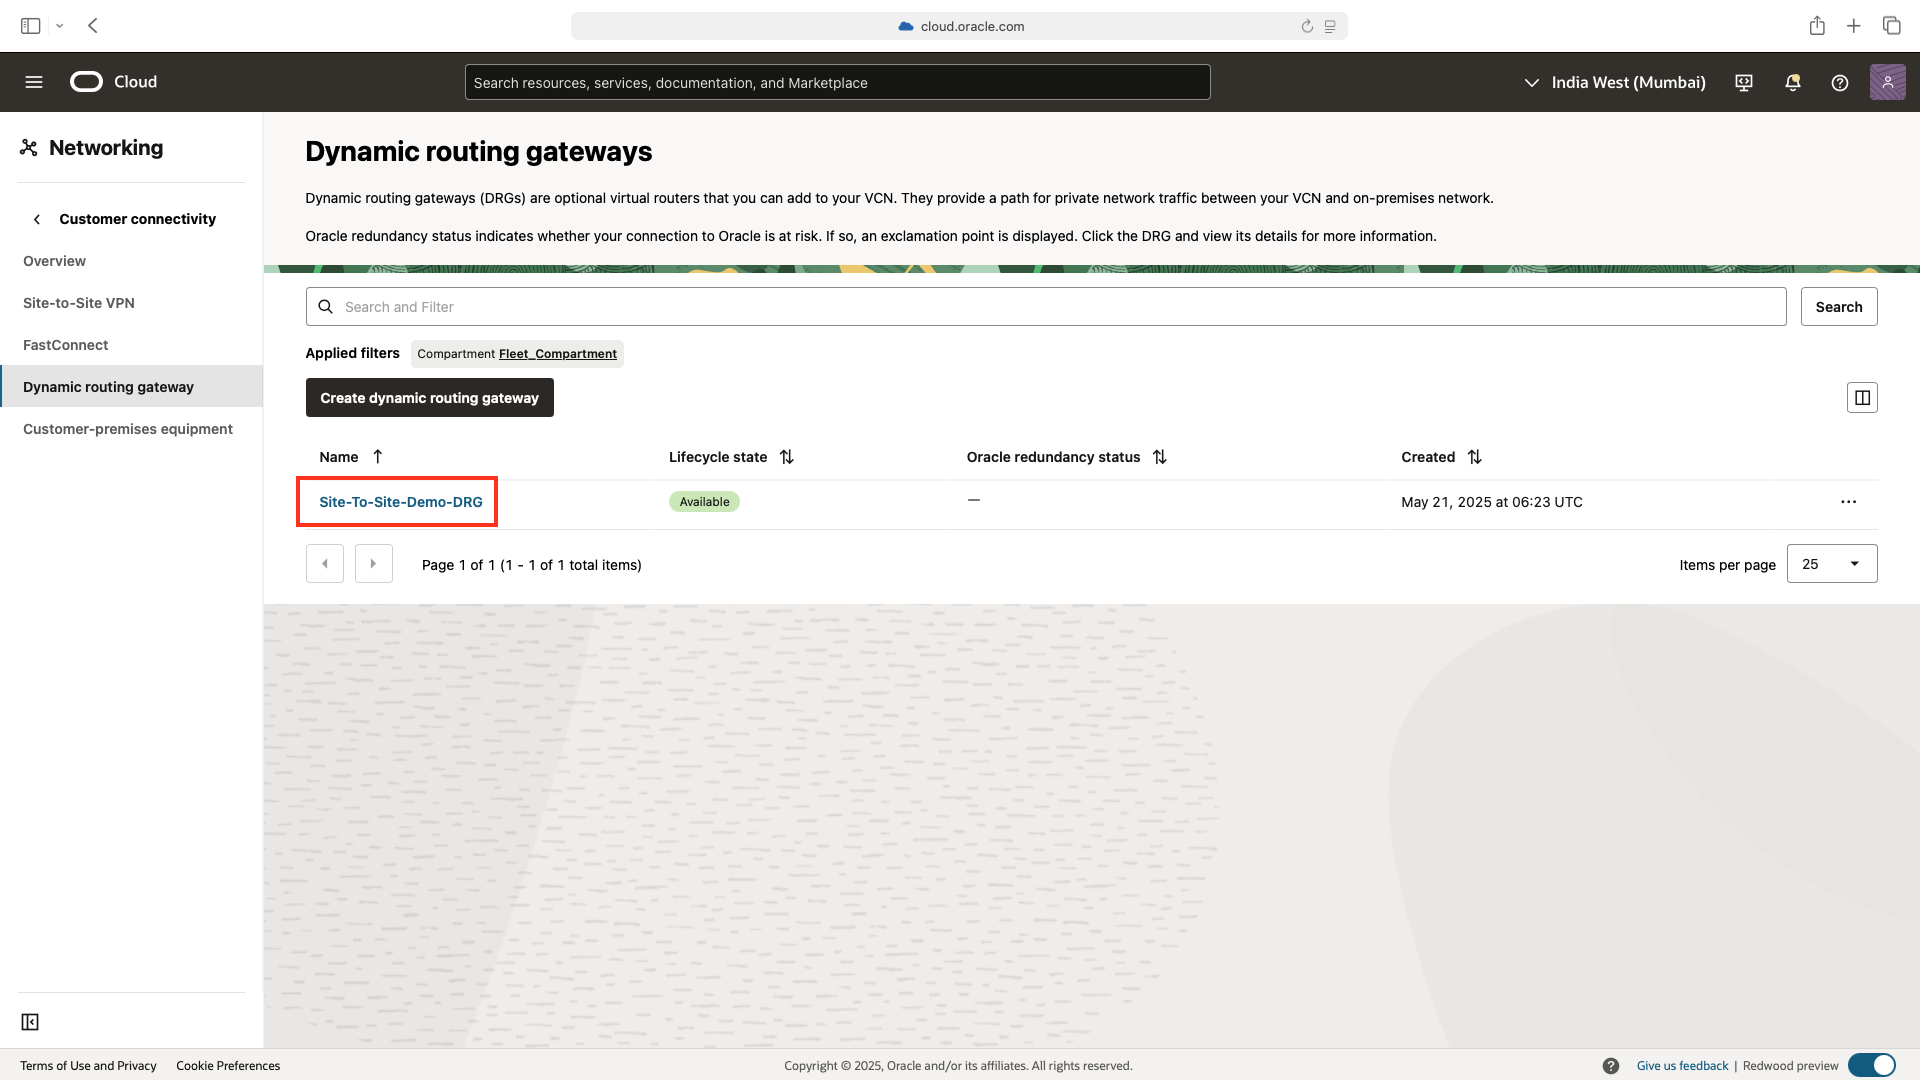 cloud.oracle.com
Cloud
Search resources, services, documentation, and Marketplace
India West (Mumbai)
Networking
Customer connectivity
Overview
Site-to-Site VPN
FastConnect
Dynamic routing gateway
Customer-premises equipment
Dynamic routing gateways
Dynamic routing gateways (DRGs) are optional virtual routers that you can add to your VCN. They provide a path for private network traffic between your VCN and on-premises network.
Oracle redundancy status indicates whether your connection to Oracle is at risk. If so, an exclamation point is displayed. Click the DRG and view its details for more information.
Search and Filter
Search
Applied filters Compartment Fleet_Compartment
Create dynamic routing gateway
Name Lifecycle state Oracle redundancy status Created
Site-To-Site-Demo-DRG Available — May 21, 2025 at 06:23 UTC
Page 1 of 1 (1 - 1 of 1 total items)
Items per page 25
Terms of Use and Privacy Cookie Preferences
Copyright © 2025, Oracle and/or its affiliates. All rights reserved.
Give us feedback | Redwood preview